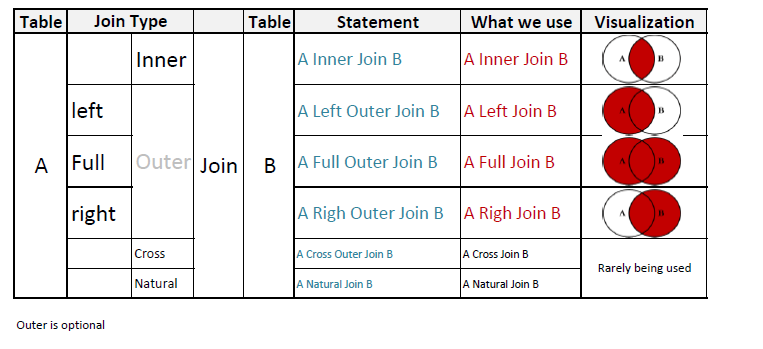 Table Join Type Table Statement What we use Visualization
Inner A Inner Join B A Inner Join B A B
left A Left Outer Join B A Left Join B A B
A Full Outer Join B A Full Outer Join B A Full Join B A B
right A Righ Outer Join B A Righ Join B A B
Cross A Cross Outer Join B A Cross Join B
Rarely being used
Natural A Natural Join B A Natural Join B
Outer is optional